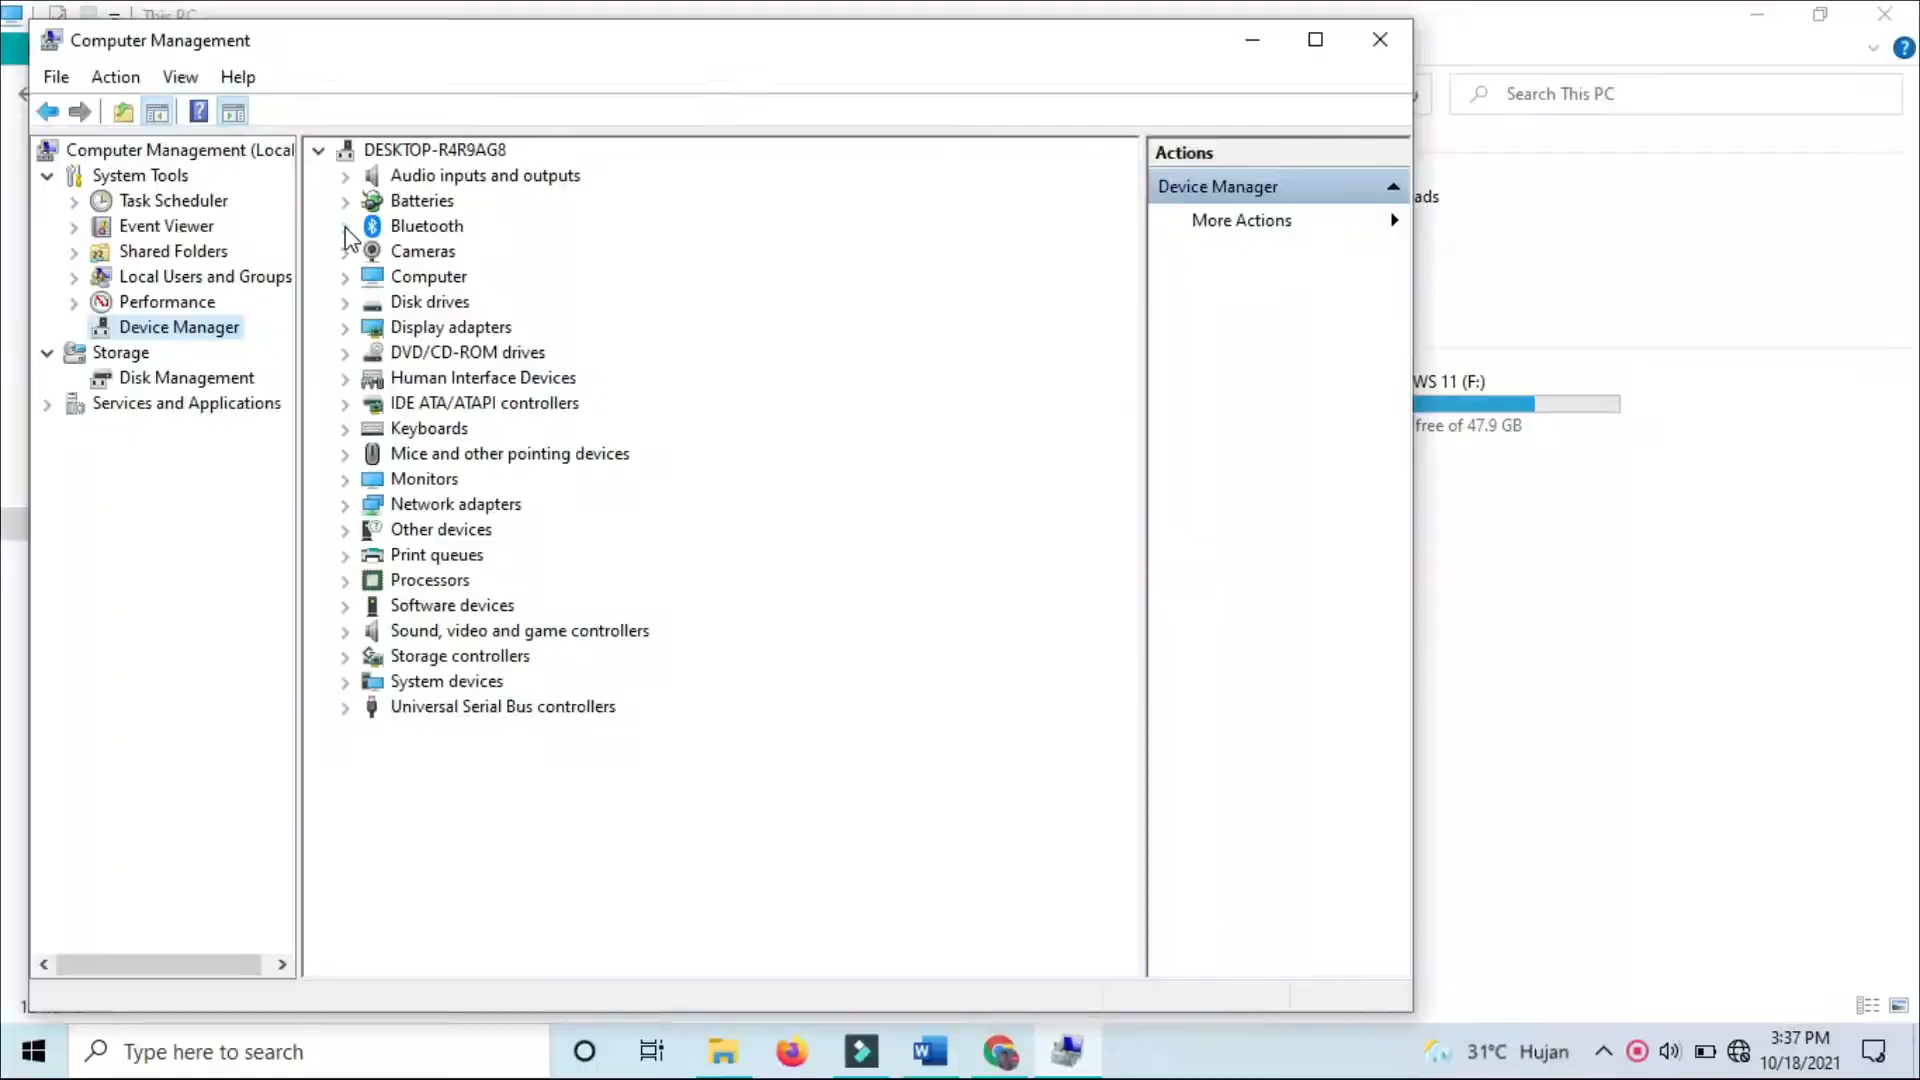 This PC
Computer Management
File Action View Help
Search This PC
Computer Management (Local
System Tools
Task Scheduler
Event Viewer
Shared Folders
Local Users and Groups
Performance
Device Manager
Storage
Disk Management
Services and Applications
DESKTOP-R4R9AG8
Audio inputs and outputs
Batteries
Bluetooth
Cameras
Computer
Disk drives
Display adapters
DVD/CD-ROM drives
Human Interface Devices
IDE ATA/ATAPI controllers
Keyboards
Mice and other pointing devices
Monitors
Network adapters
Other devices
Print queues
Processors
Software devices
Sound, video and game controllers
Storage controllers
System devices
Universal Serial Bus controllers
Actions
Device Manager
More Actions
ads
WS 11 (F:)
free of 47.9 GB
1
Type here to search
31°C Hujan
3:37 PM
10/18/2021